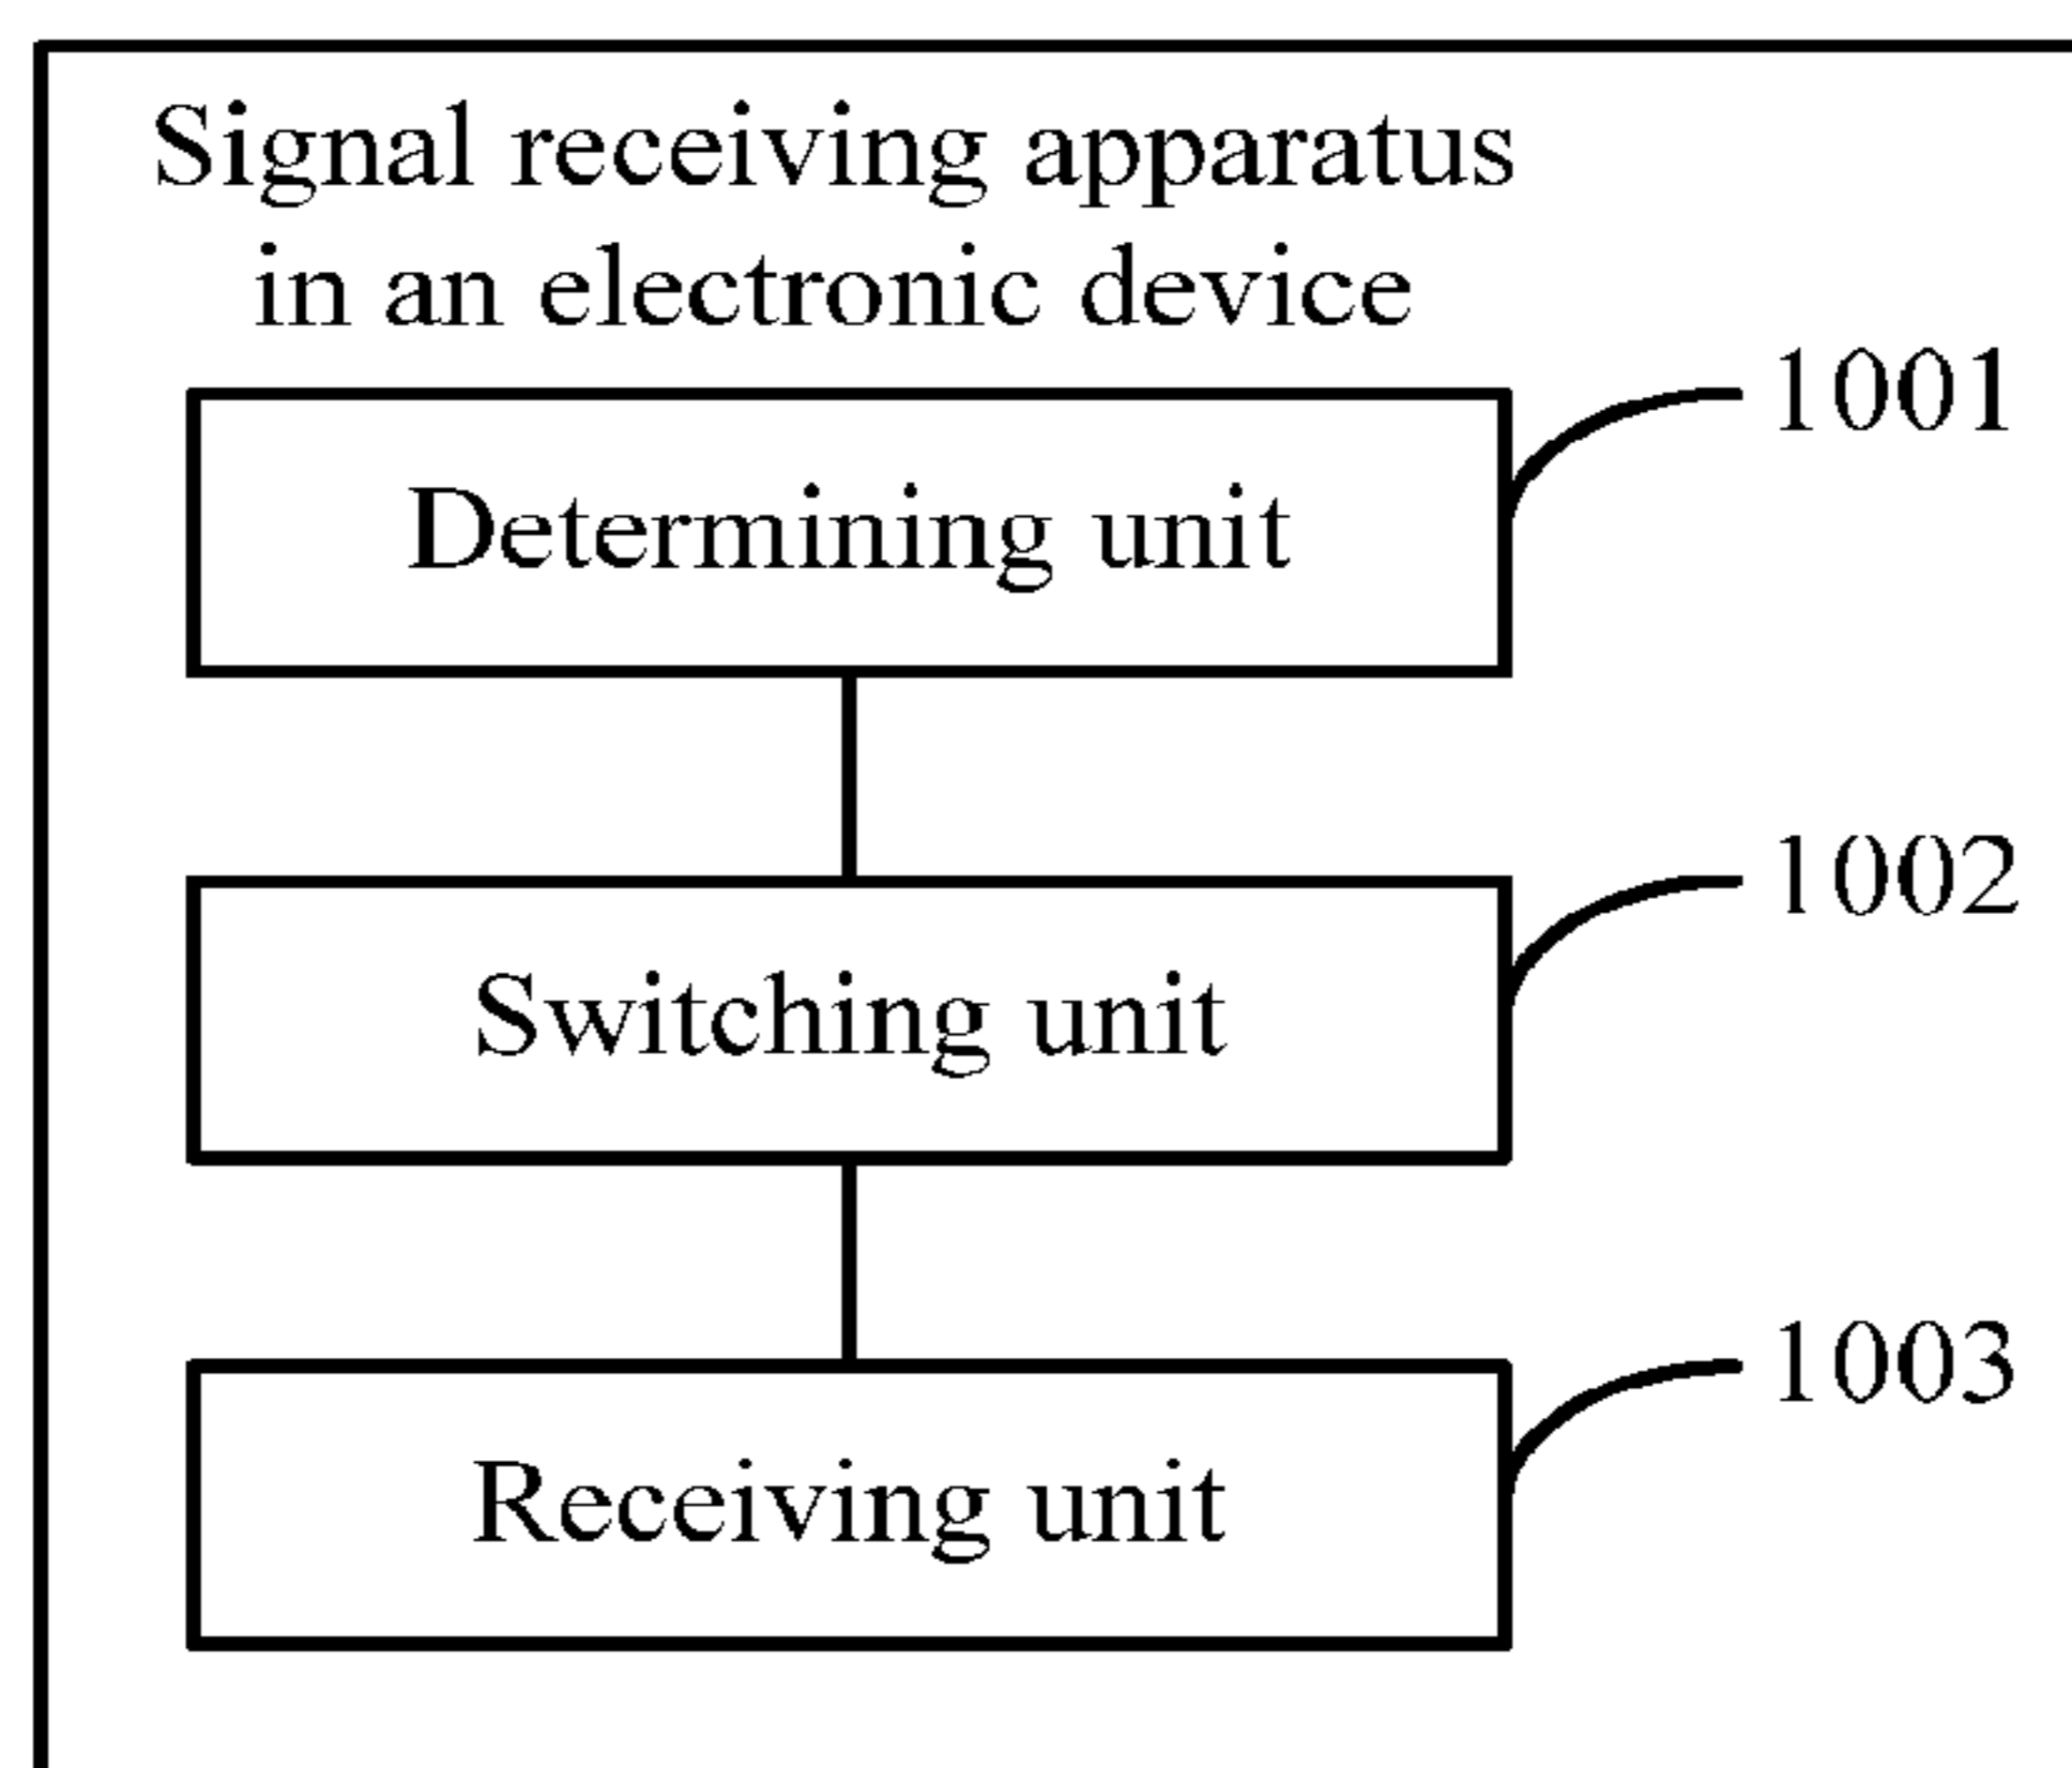 Signal receiving apparatus
in an electronic device
1001
Determining unit
1002
Switching unit
1003
Receiving unit